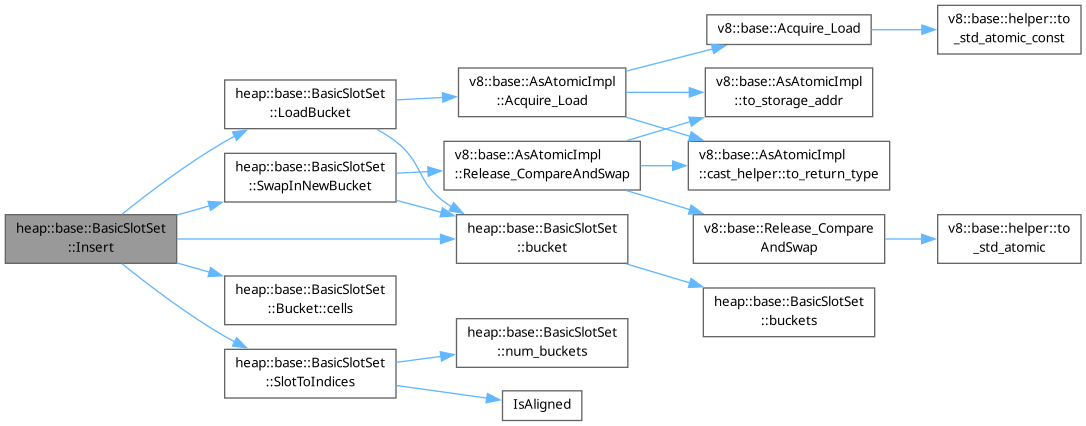 heap::base::BasicSlotSet
::Insert
heap::base::BasicSlotSet
::LoadBucket
heap::base::BasicSlotSet
::SwapInNewBucket
heap::base::BasicSlotSet
::Bucket::cells
heap::base::BasicSlotSet
::SlotToIndices
v8::base::AsAtomicImpl
::Acquire_Load
v8::base::AsAtomicImpl
::Release_CompareAndSwap
heap::base::BasicSlotSet
::bucket
heap::base::BasicSlotSet
::num_buckets
IsAligned
v8::base::Acquire_Load
v8::base::AsAtomicImpl
::to_storage_addr
v8::base::AsAtomicImpl
::cast_helper::to_return_type
v8::base::Release_Compare
AndSwap
heap::base::BasicSlotSet
::buckets
v8::base::helper::to
_std_atomic_const
v8::base::helper::to
_std_atomic